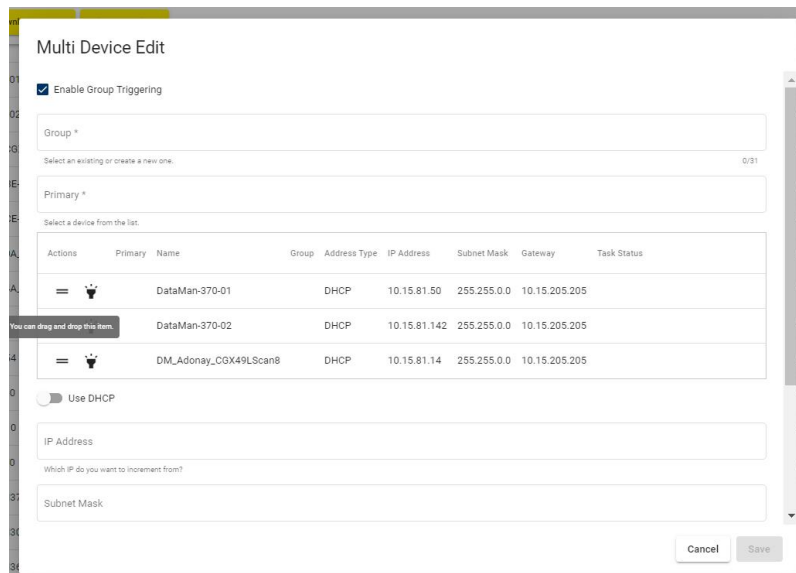 Multi Device Edit
Enable Group Triggering
Group *
Select an existing or create a new one. 0/31
Primary *
Select a device from the list.
Actions Primary Name Group Address Type IP Address Subnet Mask Gateway Task Status
DataMan-370-01 DHCP 10.15.81.50 255.255.0.0 10.15.205.205
You can drag and drop this item.
DataMan-370-02 DHCP 10.15.81.142 255.255.0.0 10.15.205.205
DM_Adonay_CGX49LScan8 DHCP 10.15.81.14 255.255.0.0 10.15.205.205
Use DHCP
IP Address
Which IP do you want to increment from?
Subnet Mask
Cancel Save